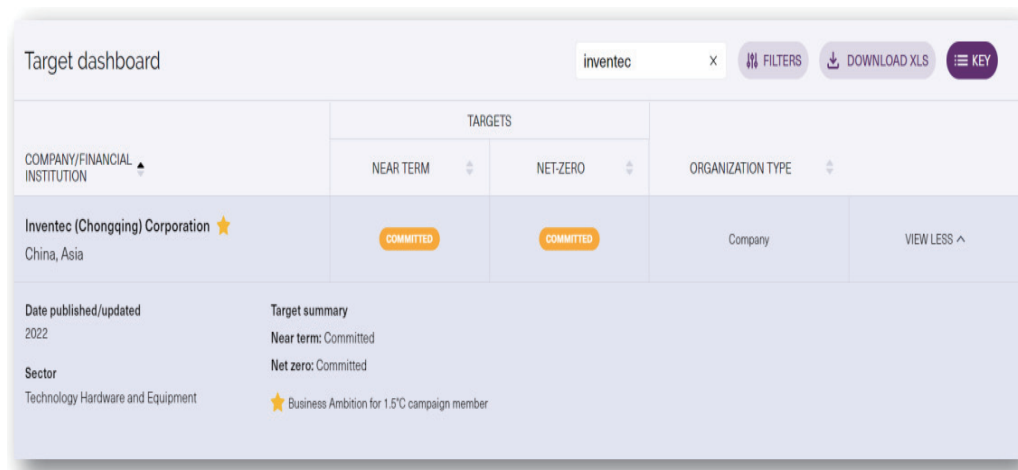 Target dashboard
inventec X FILTERS DOWNLOAD XLS KEY
TARGETS
COMPANY/FINANCIAL INSTITUTION NEAR TERM NET-ZERO ORGANIZATION TYPE
Inventec (Chongqing) Corporation COMMITTED COMMITTED Company VIEW LESS
China, Asia
Date published/updated
2022
Sector
Technology Hardware and Equipment
Target summary
Near term: Committed
Net zero: Committed
Business Ambition for 1.5°C campaign member